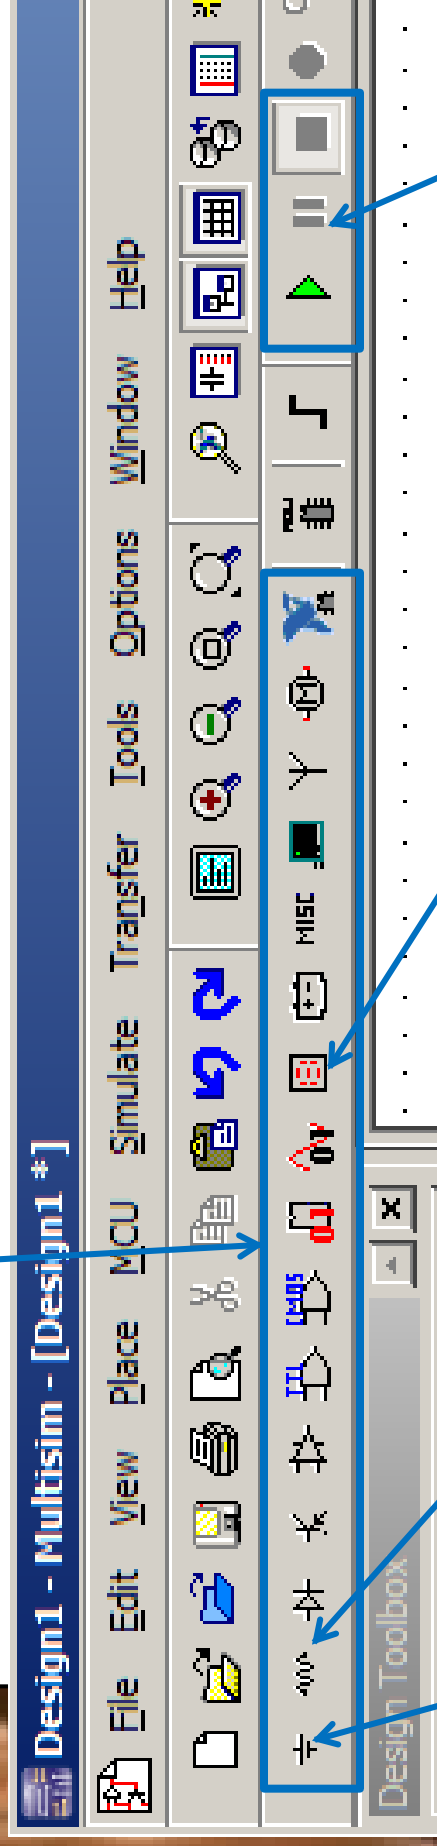 Design1 - Multisim - [Design1 *]
File Edit View Place MCU Simulate Transfer Tools Options Window Help
TTL CMOS MISC
Design Toolbox